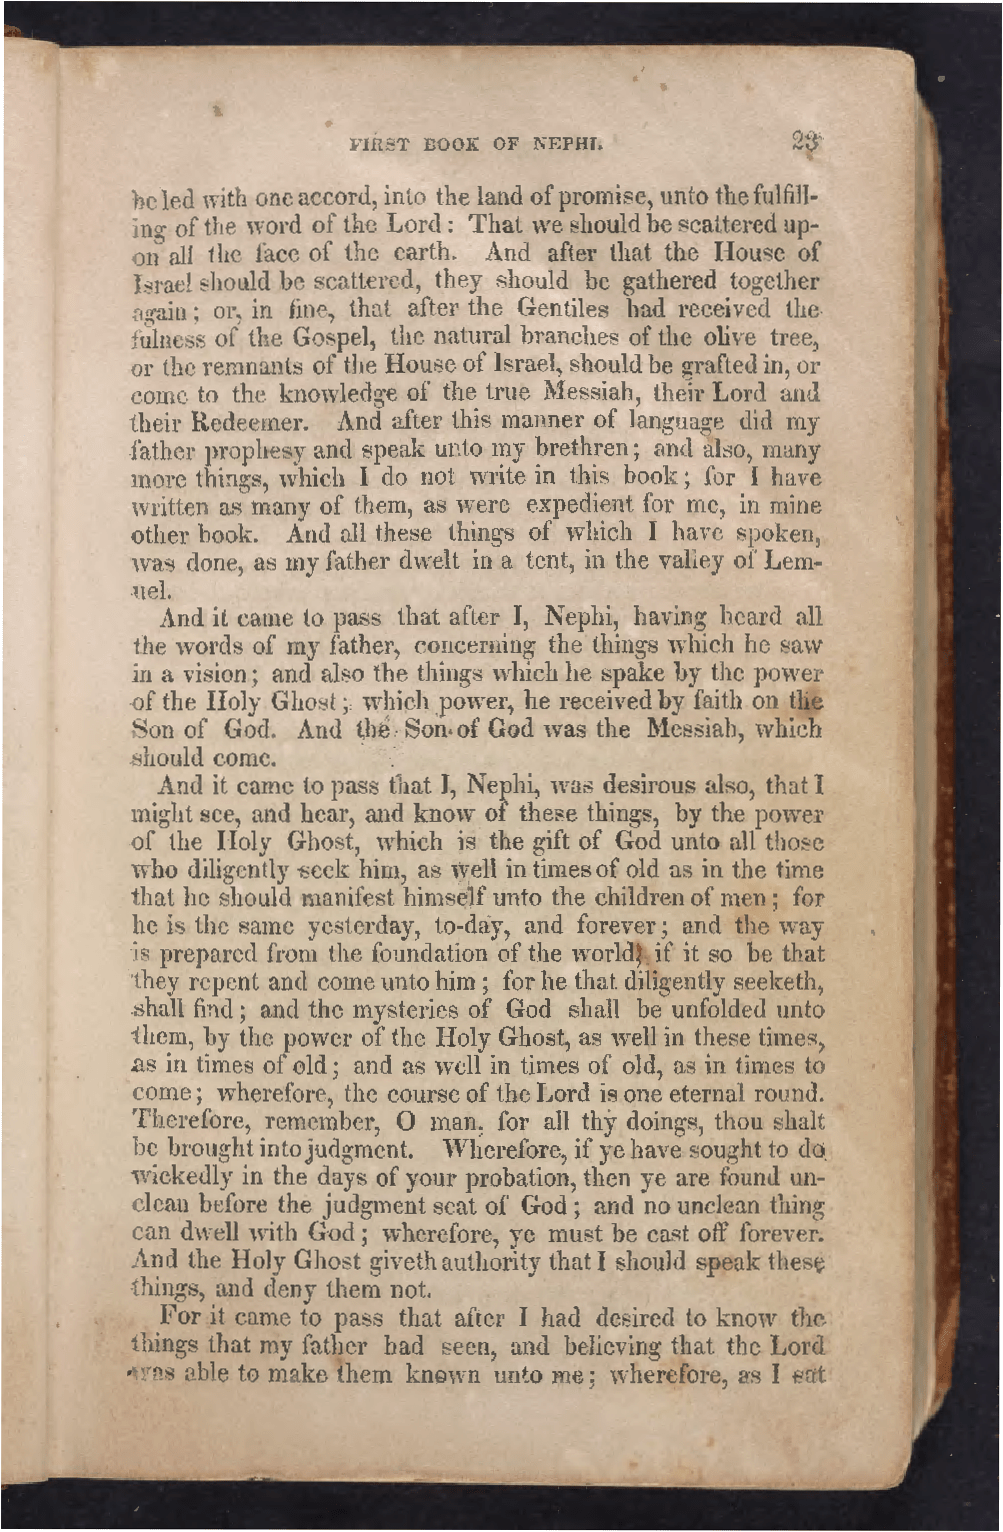 FIRST BOOK OF NEPHI. 23
be led with one accord, into the land of promise, unto the fulfill-
ing of the word of the Lord: That we should be scattered up-
on all the face of the earth. And after that the House of
Israel should be scattered, they should be gathered together
again; or, in fine, that after the Gentiles had received the
fulness of the Gospel, the natural branches of the olive tree,
or the remnants of the House of Israel, should be grafted in, or
come to the knowledge of the true Messiah, their Lord and
their Redeemer. And after this manner of language did my
father prophesy and speak unto my brethren; and also, many
more things, which I do not write in this book; for I have
written as many of them, as were expedient for me, in mine
other book. And all these things of which I have spoken,
was done, as my father dwelt in a tent, in the valley of Lem-
uel.
And it came to pass that after I, Nephi, having heard all
the words of my father, concerning the things which he saw
in a vision; and also the things which he spake by the power
of the Holy Ghost; which power, he received by faith on the
Son of God. And the Son of God was the Messiah, which
should come.
And it came to pass that I, Nephi, was desirous also, that I
might see, and hear, and know of these things, by the power
of the Holy Ghost, which is the gift of God unto all those
who diligently seek him, as well in times of old as in the time
that he should manifest himself unto the children of men; for
he is the same yesterday, to-day, and forever; and the way
is prepared from the foundation of the world, if it so be that
they repent and come unto him; for he that diligently seeketh,
shall find; and the mysteries of God shall be unfolded unto
them, by the power of the Holy Ghost, as well in these times,
as in times of old; and as well in times of old, as in times to
come; wherefore, the course of the Lord is one eternal round.
Therefore, remember, O man, for all thy doings, thou shalt
be brought into judgment. Wherefore, if ye have sought to do
wickedly in the days of your probation, then ye are found un-
clean before the judgment seat of God; and no unclean thing
can dwell with God; wherefore, ye must be cast off forever.
And the Holy Ghost giveth authority that I should speak these
things, and deny them not.
For it came to pass that after I had desired to know the
things that my father had seen, and believing that the Lord
was able to make them known unto me; wherefore, as I sat